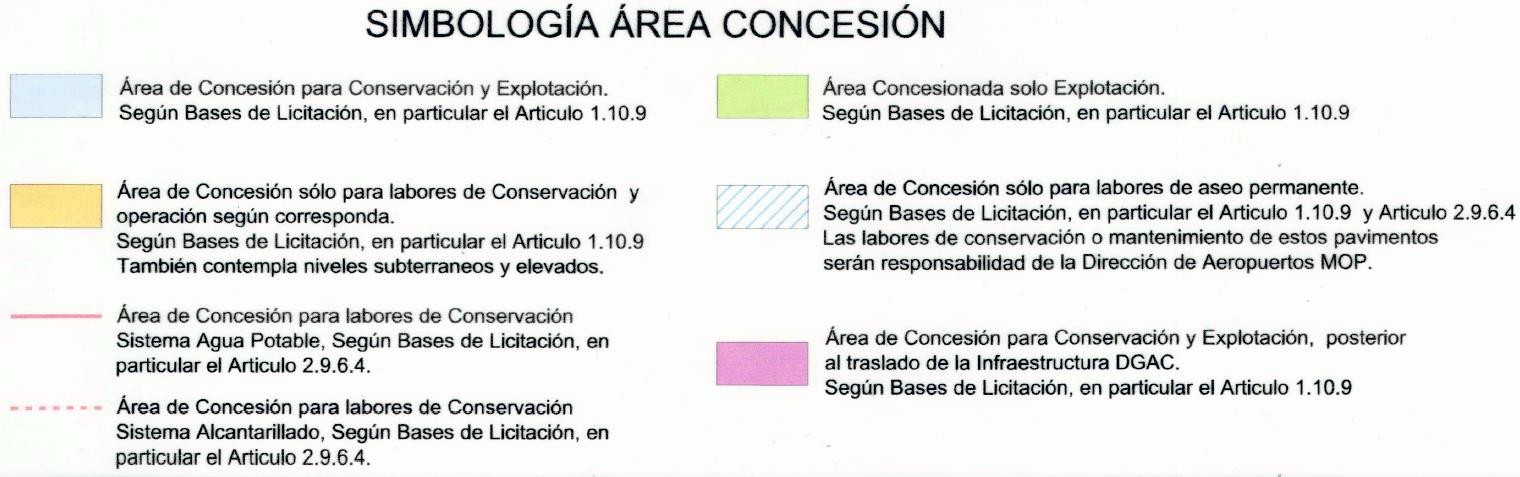 SIMBOLOGÍA ÁREA CONCESIÓN
Área de Concesión para Conservación y Explotación.
Según Bases de Licitación, en particular el Articulo 1.10.9
Área de Concesión sólo para labores de Conservación y
operación según corresponda.
Según Bases de Licitación, en particular el Articulo 1.10.9
También contempla niveles subterraneos y elevados.
Área de Concesión para labores de Conservación
Sistema Agua Potable, Según Bases de Licitación, en
particular el Articulo 2.9.6.4.
Área de Concesión para labores de Conservación
Sistema Alcantarillado, Según Bases de Licitación, en
particular el Articulo 2.9.6.4.
Área Concesionada solo Explotación.
Según Bases de Licitación, en particular el Articulo 1.10.9
Área de Concesión sólo para labores de aseo permanente.
Según Bases de Licitación, en particular el Articulo 1.10.9 y Articulo 2.9.6.4
Las labores de conservación o mantenimiento de estos pavimentos
serán responsabilidad de la Dirección de Aeropuertos MOP.
Área de Concesión para Conservación y Explotación, posterior
al traslado de la Infraestructura DGAC.
Según Bases de Licitación, en particular el Articulo 1.10.9